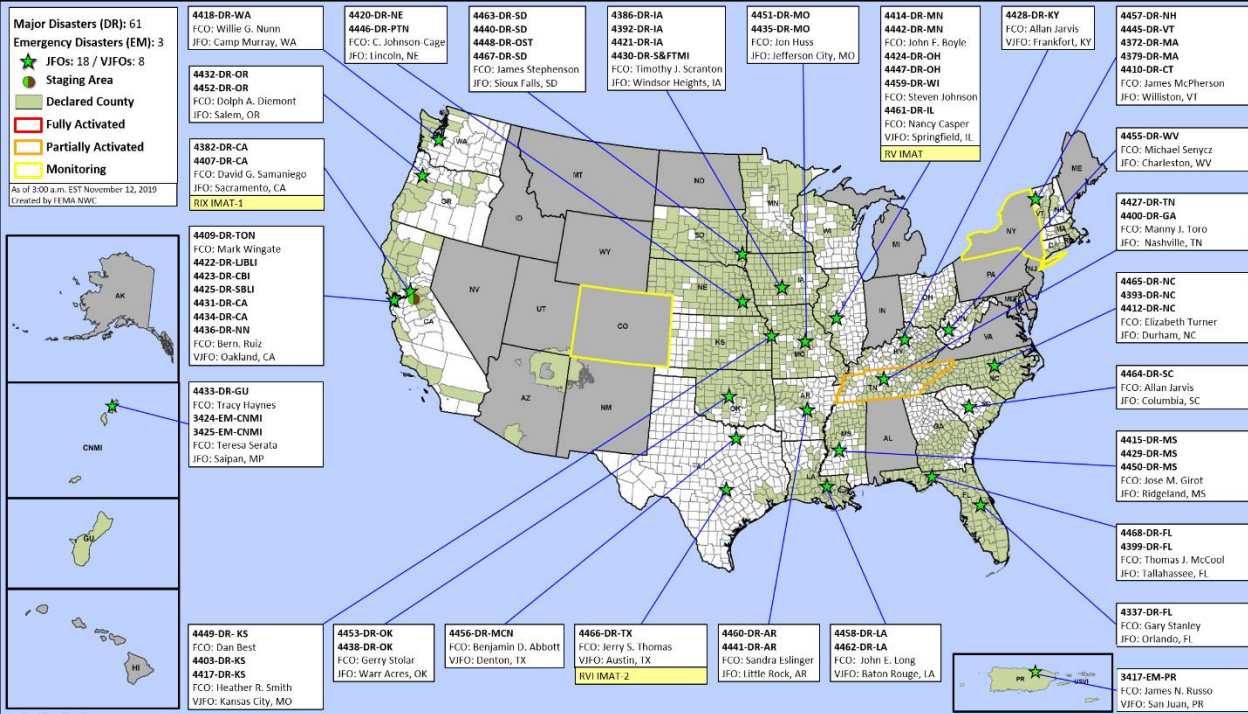 Major Disasters (DR): 61
Emergency Disasters (EM): 3
JFOs: 18 / VJFOs: 8
Staging Area
Declared County
Fully Activated
Partially Activated
Monitoring
As of 3:00 a.m. EST November 12, 2019
Created by FEMA NWC
4418-DR-WA
FCO: Willie G. Nunn
JFO: Camp Murray, WA
4420-DR-NE
4446-DR-PTN
FCO: C. Johnson-Cage
JFO: Lincoln, NE
4463-DR-SD
4440-DR-SD
4448-DR-OST
4467-DR-SD
FCO: James Stephenson
JFO: Sioux Falls, SD
4386-DR-IA
4392-DR-IA
4421-DR-IA
4430-DR-S&FTMI
FCO: Timothy J. Scranton
JFO: Windsor Heights, IA
4451-DR-MO
4435-DR-MO
FCO: Jon Huss
JFO: Jefferson City, MO
4414-DR-MN
4442-DR-MN
FCO: John F. Boyle
4424-DR-OH
4447-DR-OH
4459-DR-WI
FCO: Steven Johnson
4461-DR-IL
FCO: Nancy Casper
VJFO: Springfield, IL
RV IMAT
4428-DR-KY
FCO: Allan Jarvis
VJFO: Frankfort, KY
4457-DR-NH
4445-DR-VT
4372-DR-MA
4379-DR-MA
4410-DR-CT
FCO: James McPherson
JFO: Williston, VT
4432-DR-OR
4452-DR-OR
FCO: Dolph A. Diemont
JFO: Salem, OR
4382-DR-CA
4407-DR-CA
FCO: David G. Samaniego
JFO: Sacramento, CA
RIX IMAT-1
4409-DR-TON
FCO: Mark Wingate
4422-DR-LJBLI
4423-DR-CBI
4425-DR-SBLI
4431-DR-CA
4434-DR-CA
4436-DR-NN
FCO: Bern. Ruiz
VJFO: Oakland, CA
4433-DR-GU
FCO: Tracy Haynes
3424-EM-CNMI
3425-EM-CNMI
FCO: Teresa Serata
JFO: Saipan, MP
4455-DR-WV
FCO: Michael Senycz
JFO: Charleston, WV
4427-DR-TN
4400-DR-GA
FCO: Manny J. Toro
JFO: Nashville, TN
4465-DR-NC
4393-DR-NC
4412-DR-NC
FCO: Elizabeth Turner
JFO: Durham, NC
4464-DR-SC
FCO: Allan Jarvis
JFO: Columbia, SC
4415-DR-MS
4429-DR-MS
4450-DR-MS
FCO: Jose M. Girot
JFO: Ridgeland, MS
4468-DR-FL
4399-DR-FL
FCO: Thomas J. McCool
JFO: Tallahassee, FL
4337-DR-FL
FCO: Gary Stanley
JFO: Orlando, FL
3417-EM-PR
FCO: James N. Russo
VJFO: San Juan, PR
4449-DR- KS
FCO: Dan Best
4403-DR-KS
4417-DR-KS
FCO: Heather R. Smith
VJFO: Kansas City, MO
4453-DR-OK
4438-DR-OK
FCO: Gerry Stolar
JFO: Warr Acres, OK
4456-DR-MCN
FCO: Benjamin D. Abbott
VJFO: Denton, TX
4466-DR-TX
FCO: Jerry S. Thomas
VJFO: Austin, TX
RVI IMAT-2
4460-DR-AR
4441-DR-AR
FCO: Sandra Eslinger
JFO: Little Rock, AR
4458-DR-LA
4462-DR-LA
FCO: John E. Long
VJFO: Baton Rouge, LA
AK
CNMI
GU
HI
WA
OR
CA
NV
ID
MT
WY
UT
AZ
CO
NM
ND
SD
NE
KS
OK
TX
MN
IA
MO
AR
LA
WI
MI
IN
OH
KY
TN
MS
AL
GA
FL
SC
NC
VA
WV
PA
NJ
NY
VT
NH
ME
MA
PR
USVI